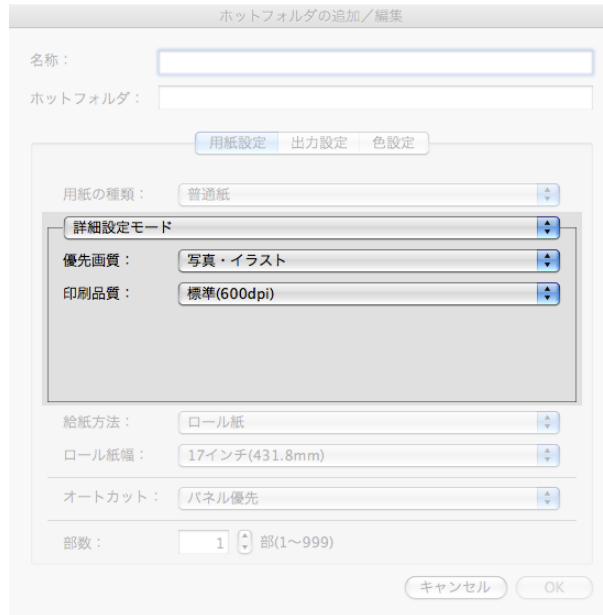 ホットフォルダの追加／編集
名称：
ホットフォルダ：
用紙設定 出力設定 色設定
用紙の種類： 普通紙
詳細設定モード
優先画質： 写真・イラスト
印刷品質： 標準(600dpi)
給紙方法： ロール紙
ロール紙幅： 17インチ(431.8mm)
オートカット： パネル優先
部数： 1 部(1〜999)
キャンセル OK